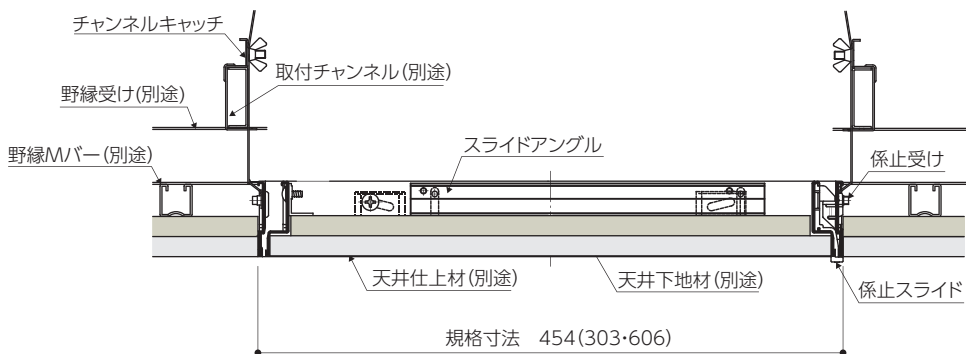 チャンネルキャッチ
取付チャンネル(別途)
野縁受け(別途)
野縁Mバー(別途)
スライドアングル
係止受け
天井仕上材(別途)
天井下地材(別途)
係止スライド
規格寸法 454(303・606)